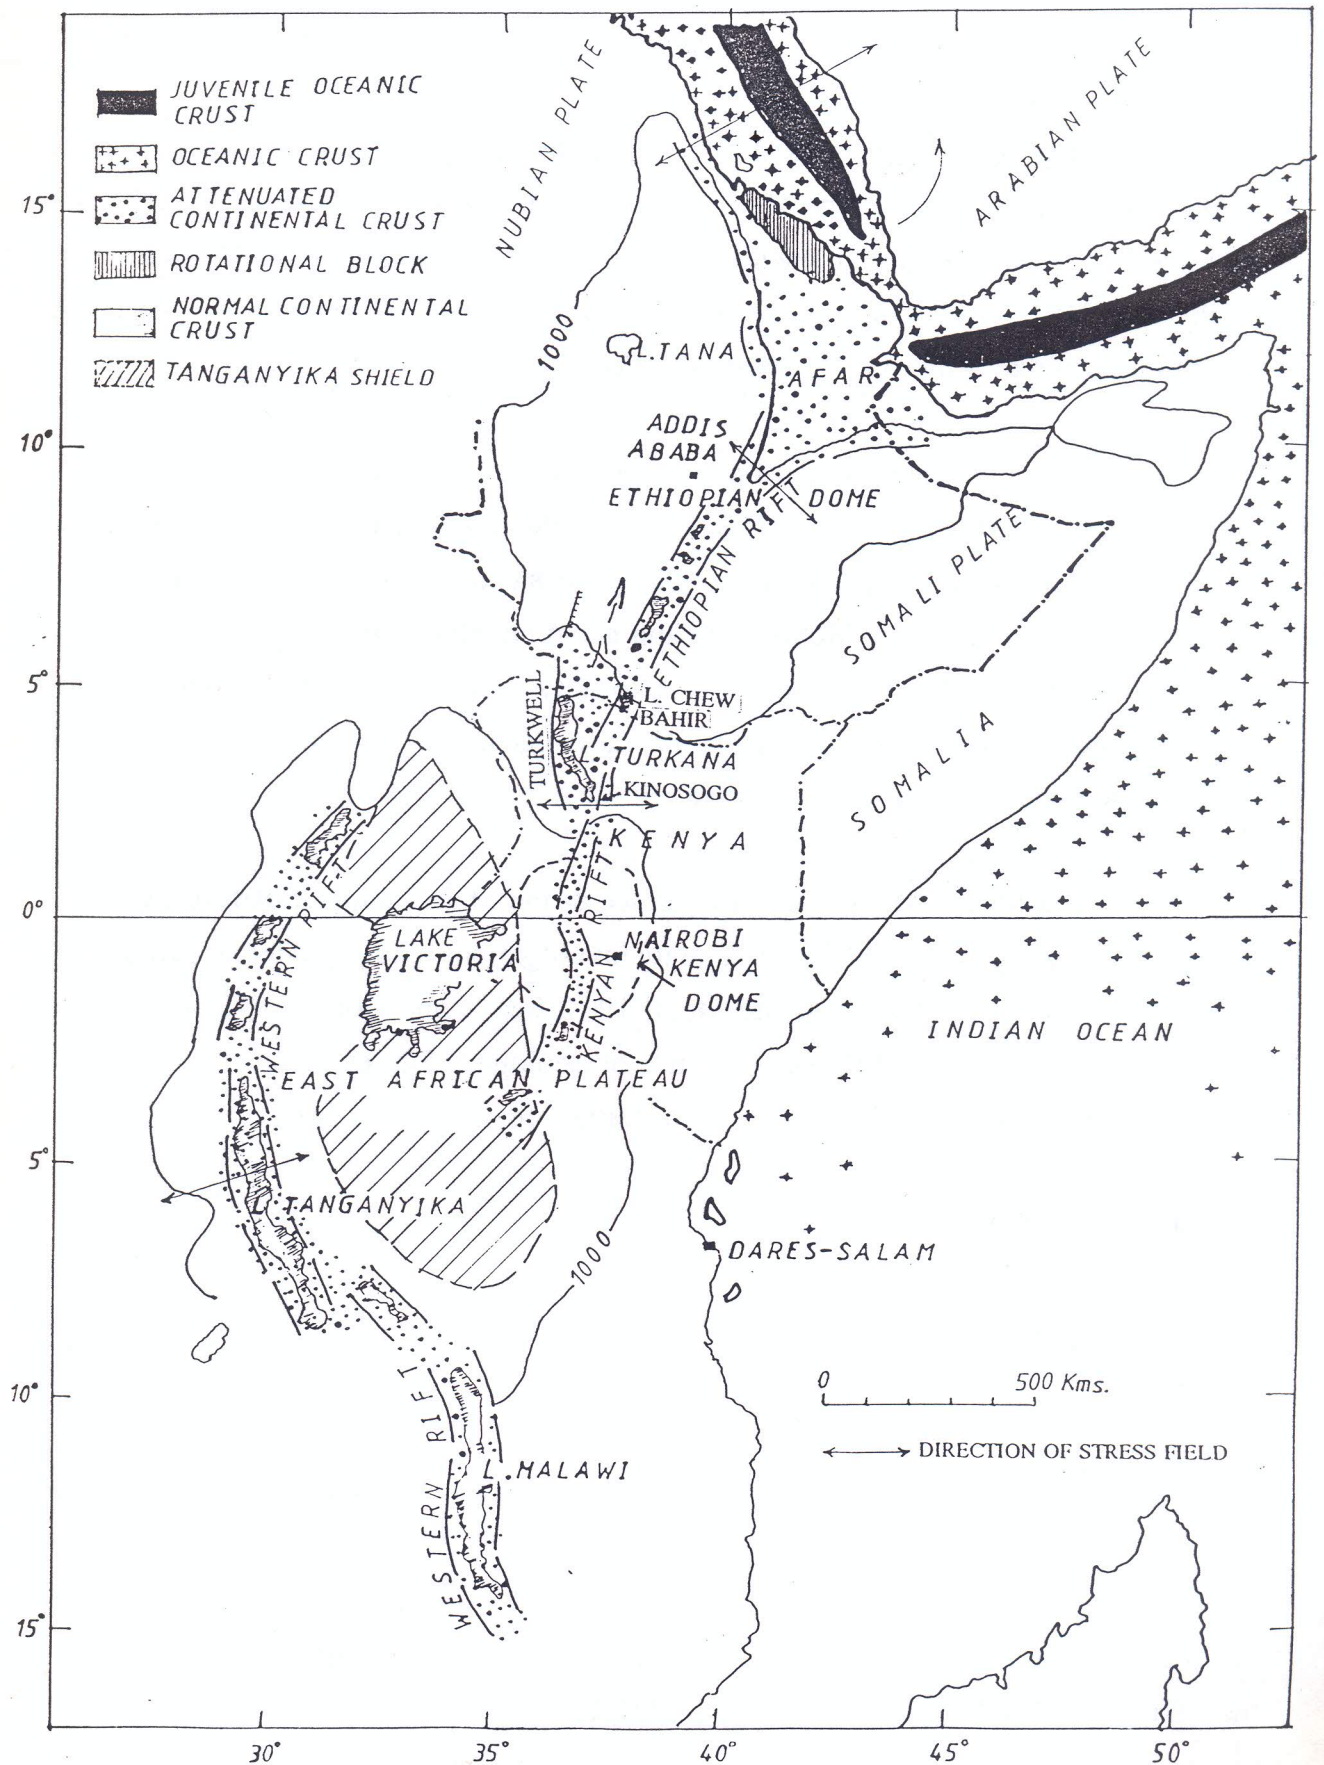 JUVENILE OCEANIC
CRUST
OCEANIC CRUST
ATTENUATED
CONTINENTAL CRUST
ROTATIONAL BLOCK
NORMAL CONTINENTAL
CRUST
TANGANYIKA SHIELD
NUBIAN PLATE
ARABIAN PLATE
15°
1000
L.TANA
AFAR
10°
ADDIS
ABABA
ETHIOPIAN DOME
ETHIOPIAN RIFT
SOMALI PLATE
5°
TURKWELL
L. CHEW
BAHIR
L TURKANA
KINOSOGO
SOMALIA
KENYA
WESTERN RIFT
KENYAN RIFT
0°
LAKE
VICTORIA
NAIROBI
KENYA
DOME
INDIAN OCEAN
EAST AFRICAN PLATEAU
5°
L.TANGANYIKA
1000
DARES-SALAM
10°
0 500 Kms.
DIRECTION OF STRESS FIELD
WESTERN RIFT
L.MALAWI
15°
30° 35° 40° 45° 50°